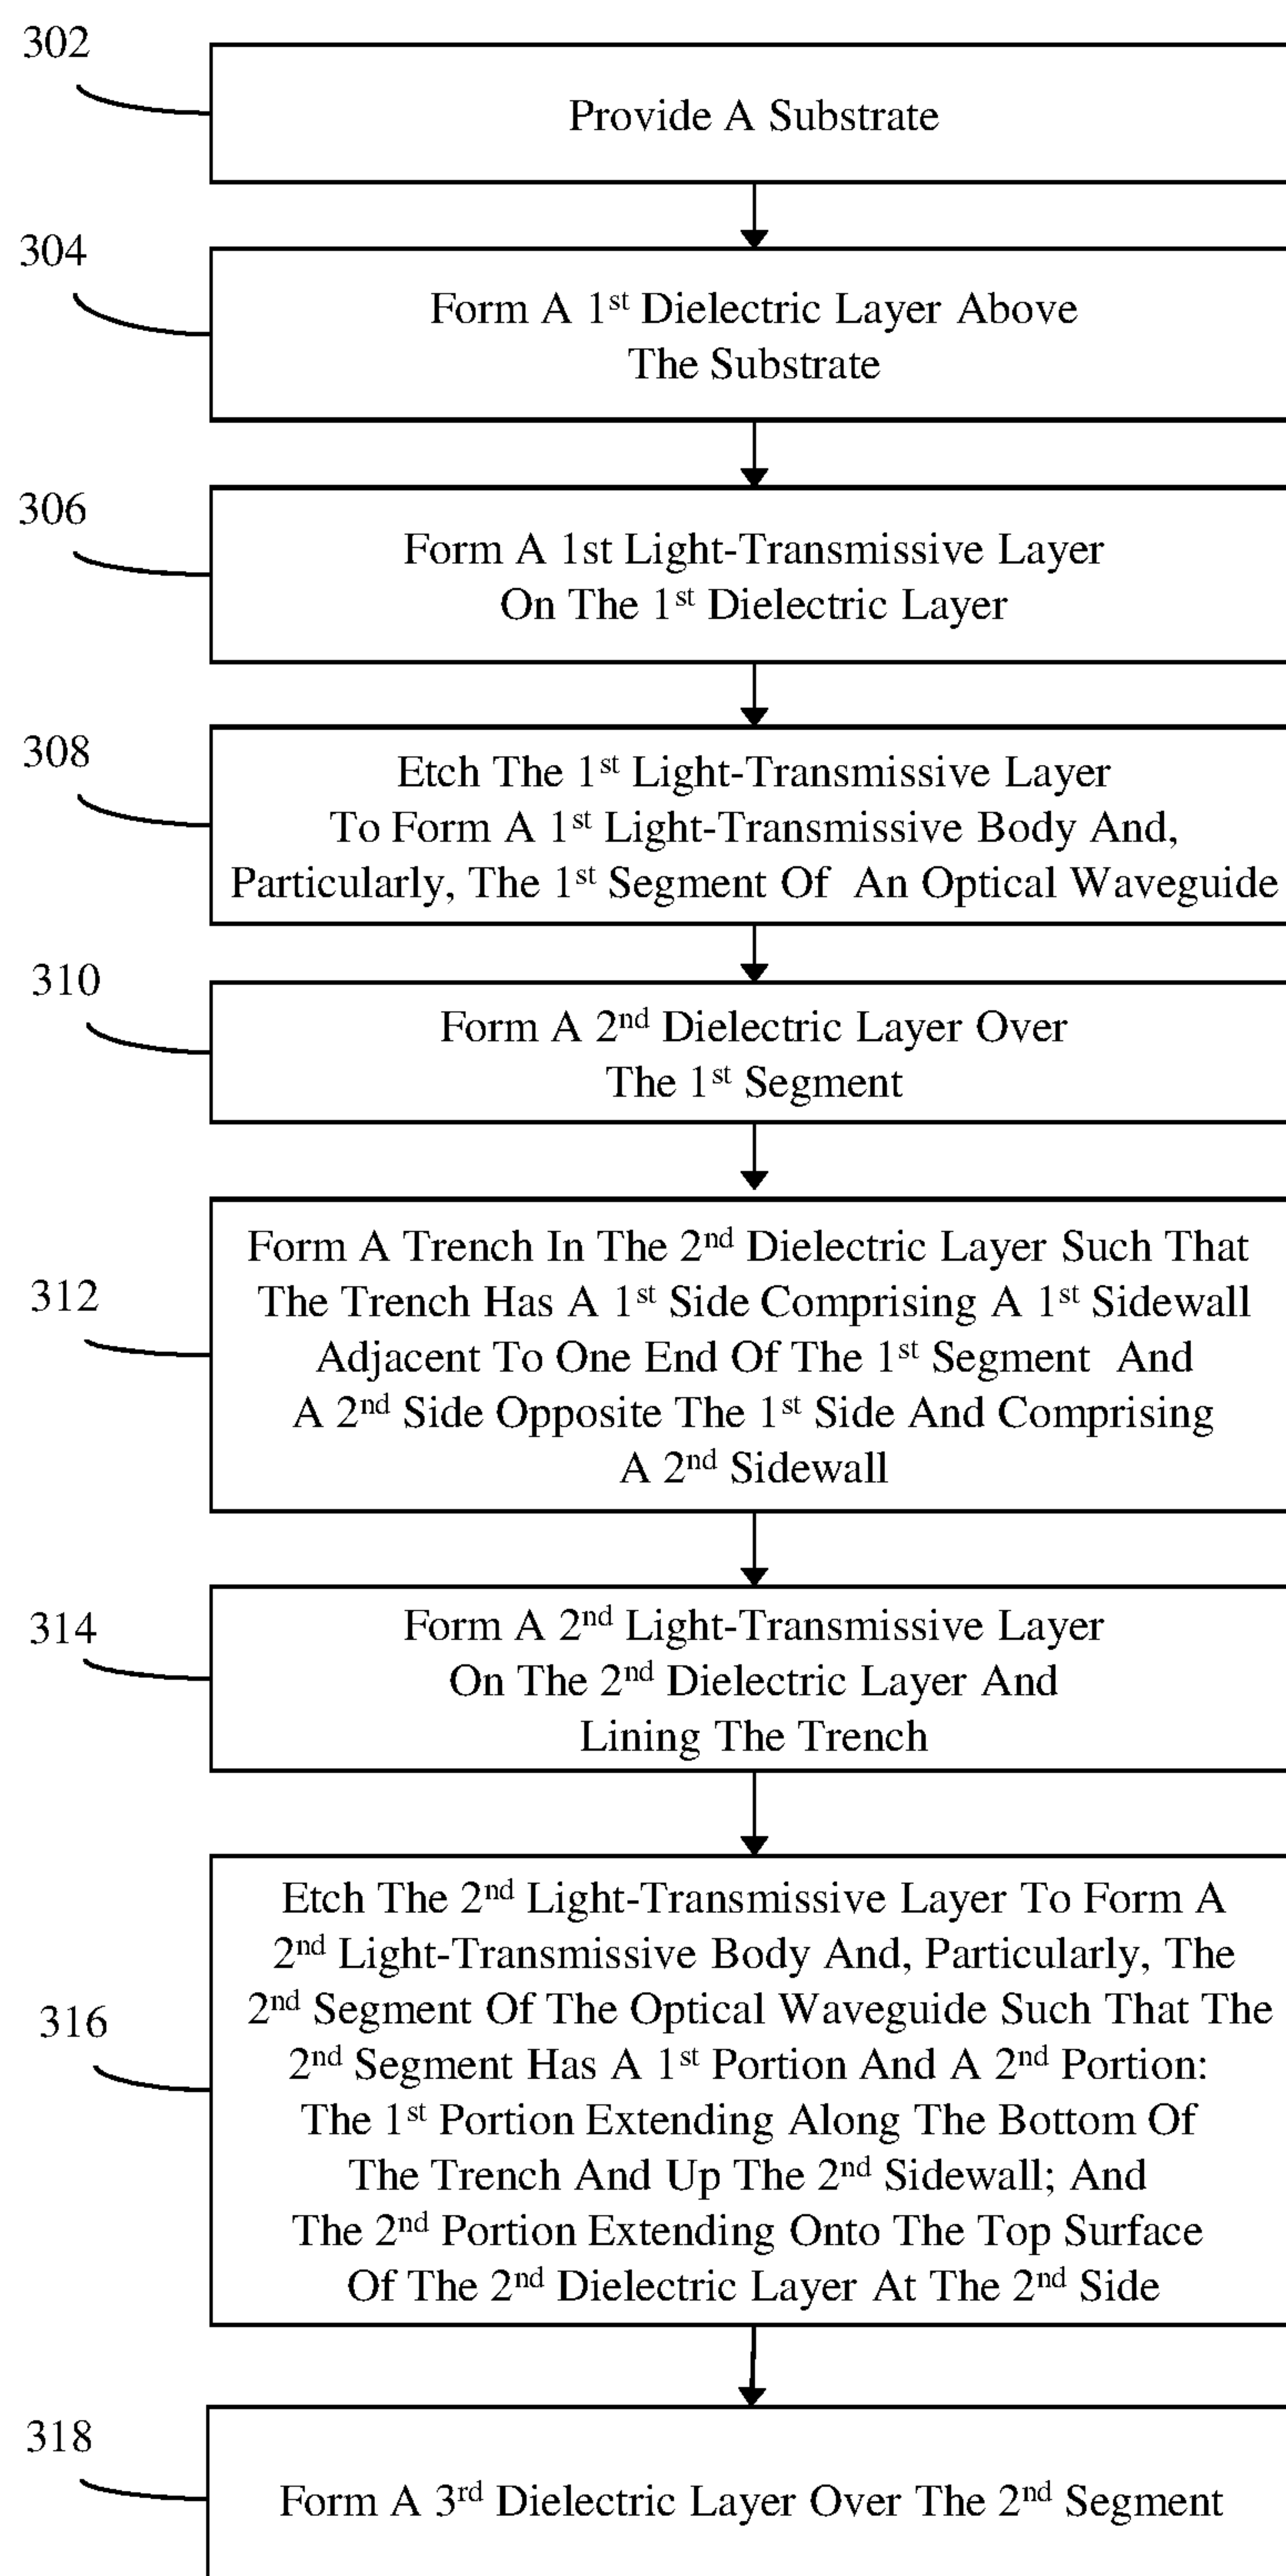 302
Provide A Substrate
304
Form A 1st Dielectric Layer Above
The Substrate
306
Form A 1st Light-Transmissive Layer
On The 1st Dielectric Layer
308
Etch The 1st Light-Transmissive Layer
To Form A 1st Light-Transmissive Body And,
Particularly, The 1st Segment Of An Optical Waveguide
310
Form A 2nd Dielectric Layer Over
The 1st Segment
312
Form A Trench In The 2nd Dielectric Layer Such That
The Trench Has A 1st Side Comprising A 1st Sidewall
Adjacent To One End Of The 1st Segment And
A 2nd Side Opposite The 1st Side And Comprising
A 2nd Sidewall
314
Form A 2nd Light-Transmissive Layer
On The 2nd Dielectric Layer And
Lining The Trench
316
Etch The 2nd Light-Transmissive Layer To Form A
2nd Light-Transmissive Body And, Particularly, The
2nd Segment Of The Optical Waveguide Such That The
2nd Segment Has A 1st Portion And A 2nd Portion:
The 1st Portion Extending Along The Bottom Of
The Trench And Up The 2nd Sidewall; And
The 2nd Portion Extending Onto The Top Surface
Of The 2nd Dielectric Layer At The 2nd Side
318
Form A 3rd Dielectric Layer Over The 2nd Segment